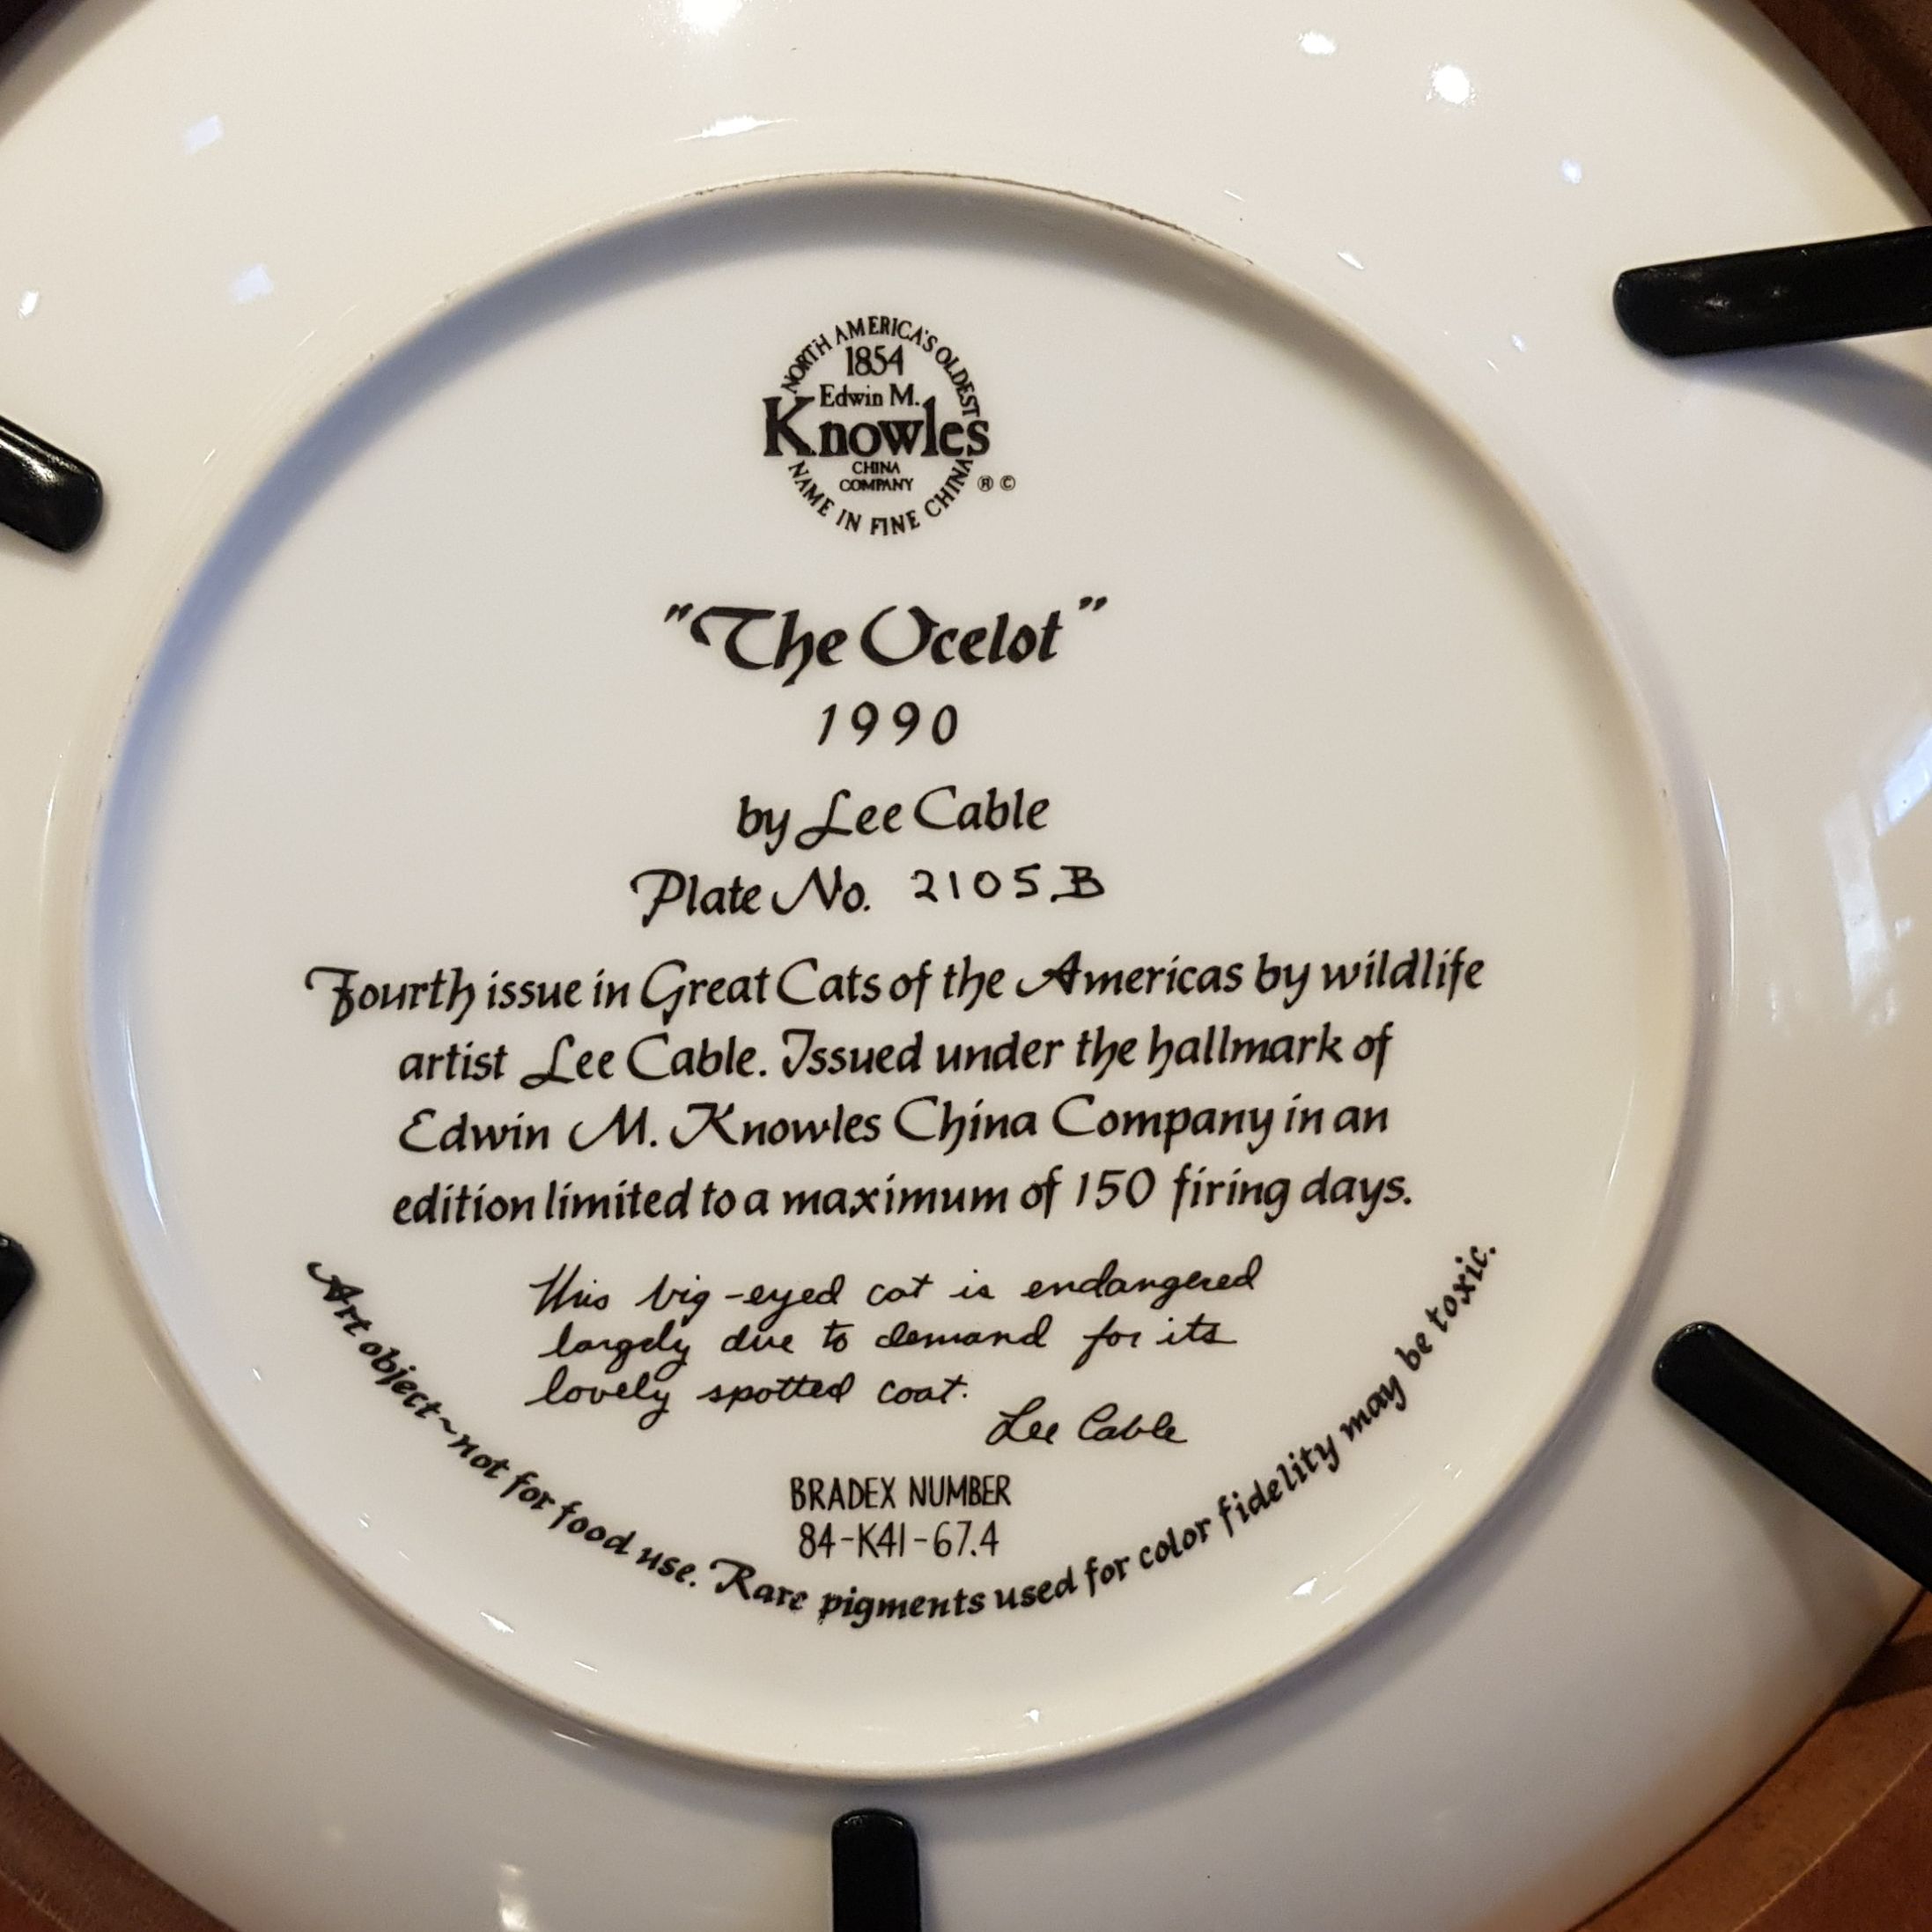 NORTH AMERICA'S OLDEST
1854
Edwin M.
Knowles
CHINA
COMPANY
NAME IN FINE CHINA
® ©
"The Ocelot"
1990
by Lee Cable
Plate No. 2105.B
Fourth issue in Great Cats of the Americas by wildlife
artist Lee Cable. Issued under the hallmark of
Edwin M. Knowles China Company in an
edition limited to a maximum of 150 firing days.
This big-eyed cat is endangered
largely due to demand for its
lovely spotted coat.
Lee Cable
BRADEX NUMBER
84-K41-67.4
Art object~not for food use. Rare pigments used for color fidelity may be toxic.